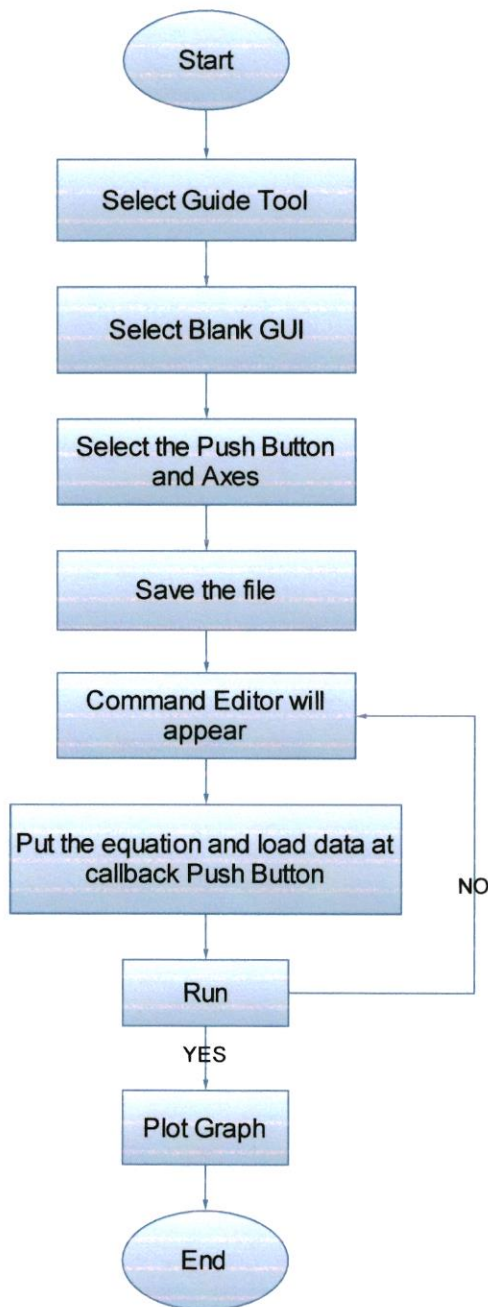 Start
Select Guide Tool
Select Blank GUI
Select the Push Button
and Axes
Save the file
Command Editor will
appear
Put the equation and load data at
callback Push Button
NO
Run
YES
Plot Graph
End